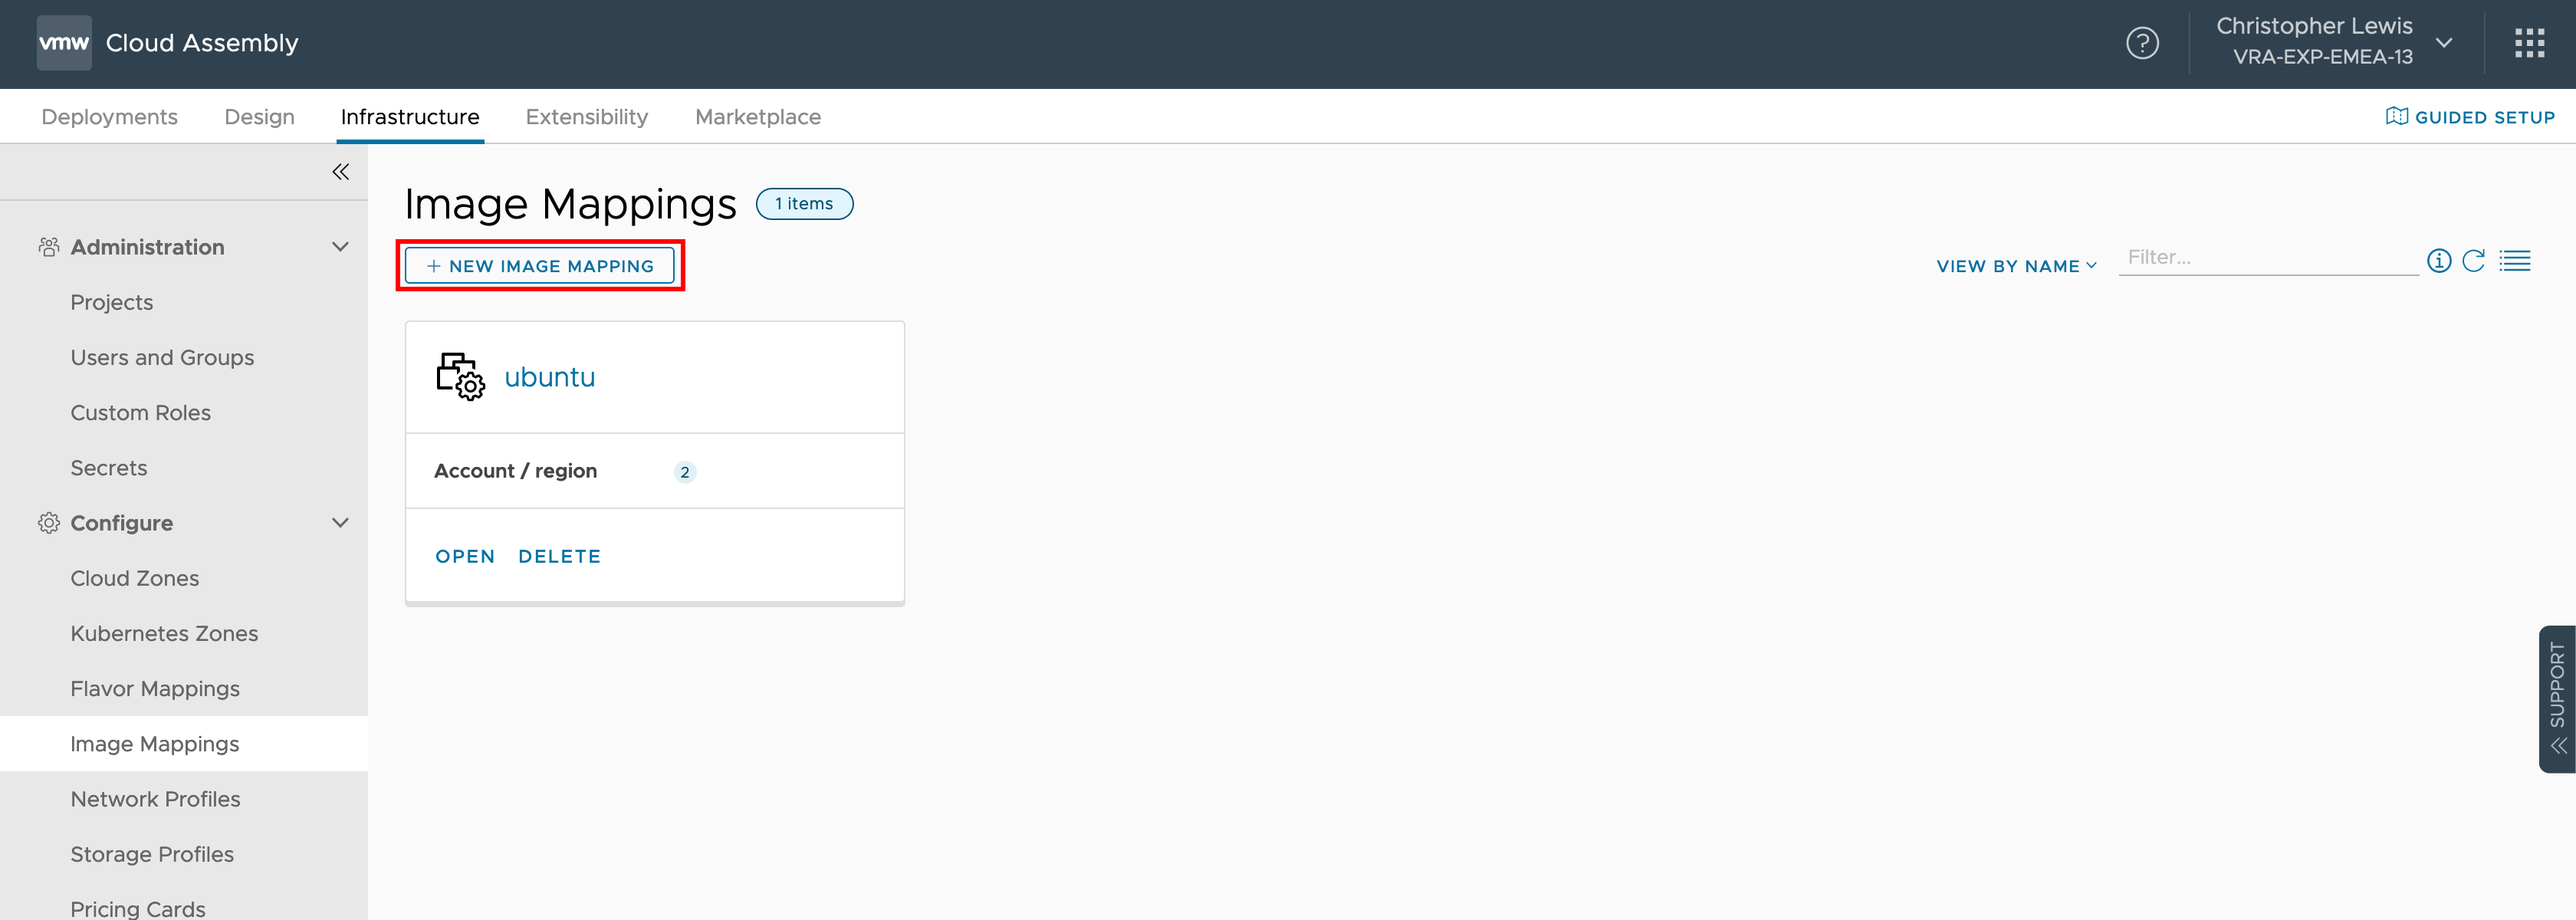 vmw Cloud Assembly
Christopher Lewis
VRA-EXP-EMEA-13
Deployments Design Infrastructure Extensibility Marketplace
GUIDED SETUP
Administration
Projects
Users and Groups
Custom Roles
Secrets
Configure
Cloud Zones
Kubernetes Zones
Flavor Mappings
Image Mappings
Network Profiles
Storage Profiles
Pricing Cards
Image Mappings 1 items
+ NEW IMAGE MAPPING
VIEW BY NAME Filter...
ubuntu
Account / region 2
OPEN DELETE
SUPPORT